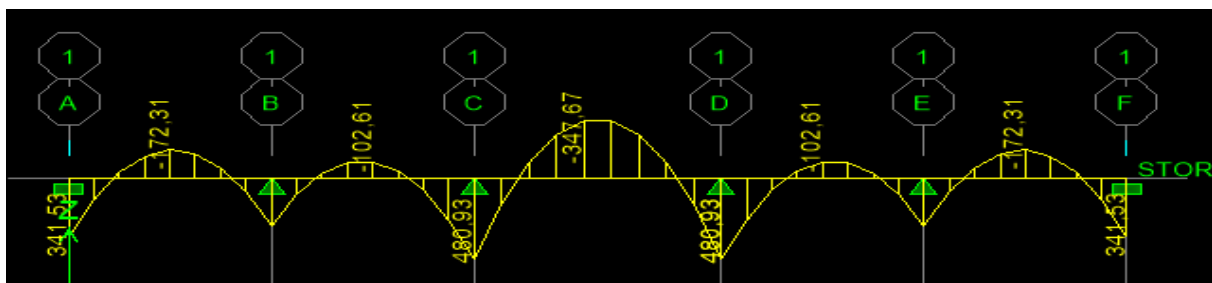 1 1 1 1 1 1
A B C D E F
-172,31 -102,61 -347,67 -102,61 -172,31
STOR
341,53 480,93 480,93 341,53
Z
X